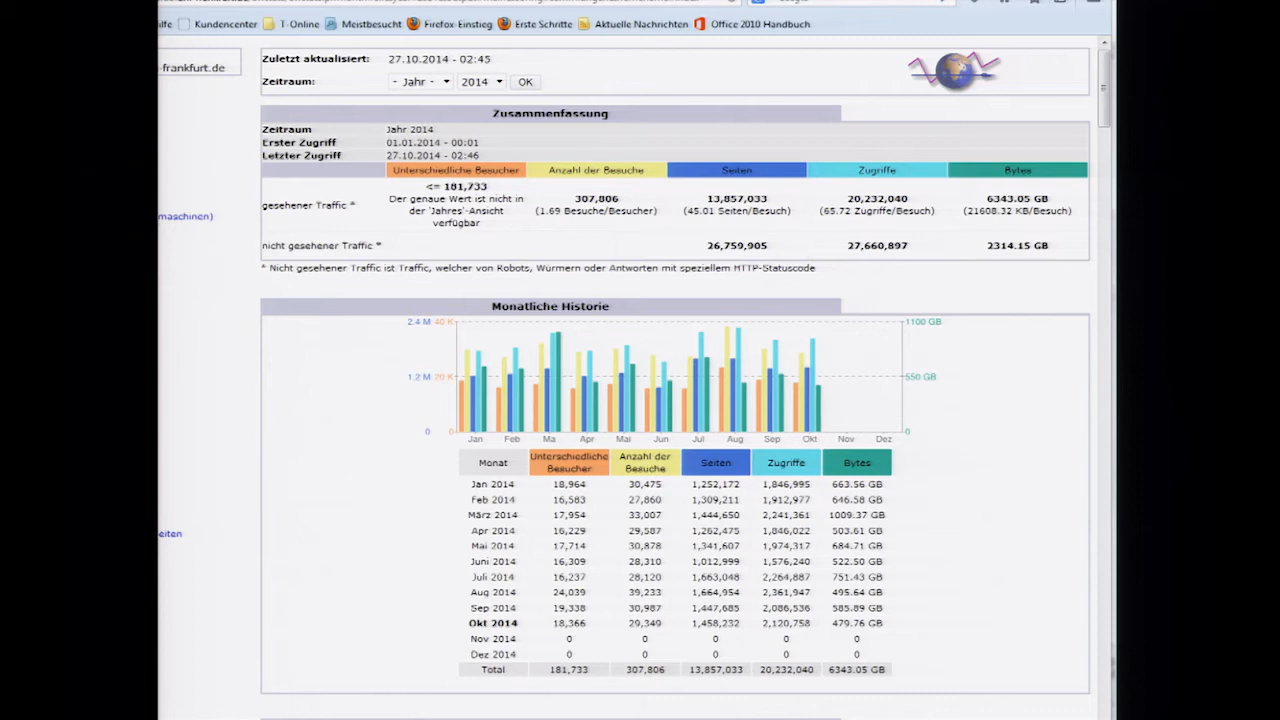 Kundencenter T-Online Meistbesucht Firefox-Einstieg Erste Schritte Aktuelle Nachrichten Office 2010 Handbuch
-frankfurt.de
Zuletzt aktualisiert: 27.10.2014 - 02:45
Zeitraum: - Jahr - 2014 OK
Zusammenfassung
Zeitraum Jahr 2014
Erster Zugriff 01.01.2014 - 00:01
Letzter Zugriff 27.10.2014 - 02:46
Unterschiedliche Besucher Anzahl der Besuche Seiten Zugriffe Bytes
gesehener Traffic *
<= 181,733
Der genaue Wert ist nicht in
der 'Jahres'-Ansicht
verfügbar
307,806
(1.69 Besuche/Besucher)
13,857,033
(45.01 Seiten/Besuch)
20,232,040
(65.72 Zugriffe/Besuch)
6343.05 GB
(21608.32 KB/Besuch)
maschinen)
nicht gesehener Traffic * 26,759,905 27,660,897 2314.15 GB
* Nicht gesehener Traffic ist Traffic, welcher von Robots, Würmern oder Antworten mit speziellem HTTP-Statuscode
Monatliche Historie
2.4 M 40 K 1100 GB
1.2 M 20 K 550 GB
0 0 0
Jan Feb Ma Apr Mai Jun Jul Aug Sep Okt Nov Dez
Monat Unterschiedliche Besucher Anzahl der Besuche Seiten Zugriffe Bytes
Jan 2014 18,964 30,475 1,252,172 1,846,995 663.56 GB
Feb 2014 16,583 27,860 1,309,211 1,912,977 646.58 GB
März 2014 17,954 33,007 1,444,650 2,241,361 1009.37 GB
Apr 2014 16,229 29,587 1,262,475 1,846,022 503.61 GB
Mai 2014 17,714 30,878 1,341,607 1,974,317 684.71 GB
Juni 2014 16,309 28,310 1,012,999 1,576,240 522.50 GB
Juli 2014 16,237 28,120 1,663,048 2,264,887 751.43 GB
Aug 2014 24,039 39,233 1,664,954 2,361,947 495.64 GB
Sep 2014 19,338 30,987 1,447,685 2,086,536 585.89 GB
Okt 2014 18,366 29,349 1,458,232 2,120,758 479.76 GB
Nov 2014 0 0 0 0 0
Dez 2014 0 0 0 0 0
Total 181,733 307,806 13,857,033 20,232,040 6343.05 GB
eiten